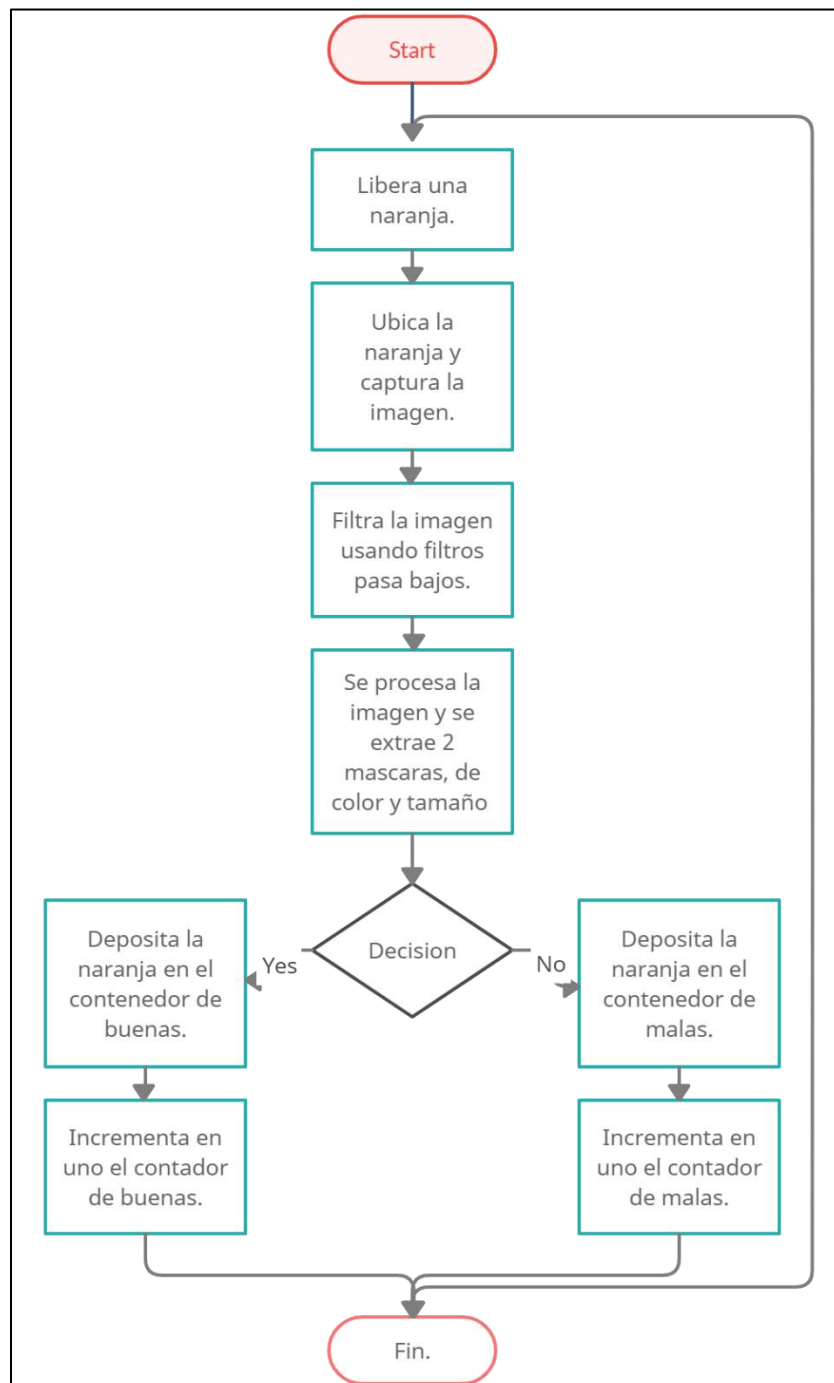 Start
Libera una
naranja.
Ubica la
naranja y
captura la
imagen.
Filtra la imagen
usando filtros
pasa bajos.
Se procesa la
imagen y se
extrae 2
mascaras, de
color y tamaño
Decision
Yes
No
Deposita la
naranja en el
contenedor de
buenas.
Deposita la
naranja en el
contenedor de
malas.
Incrementa en
uno el contador
de buenas.
Incrementa en
uno el contador
de malas.
Fin.